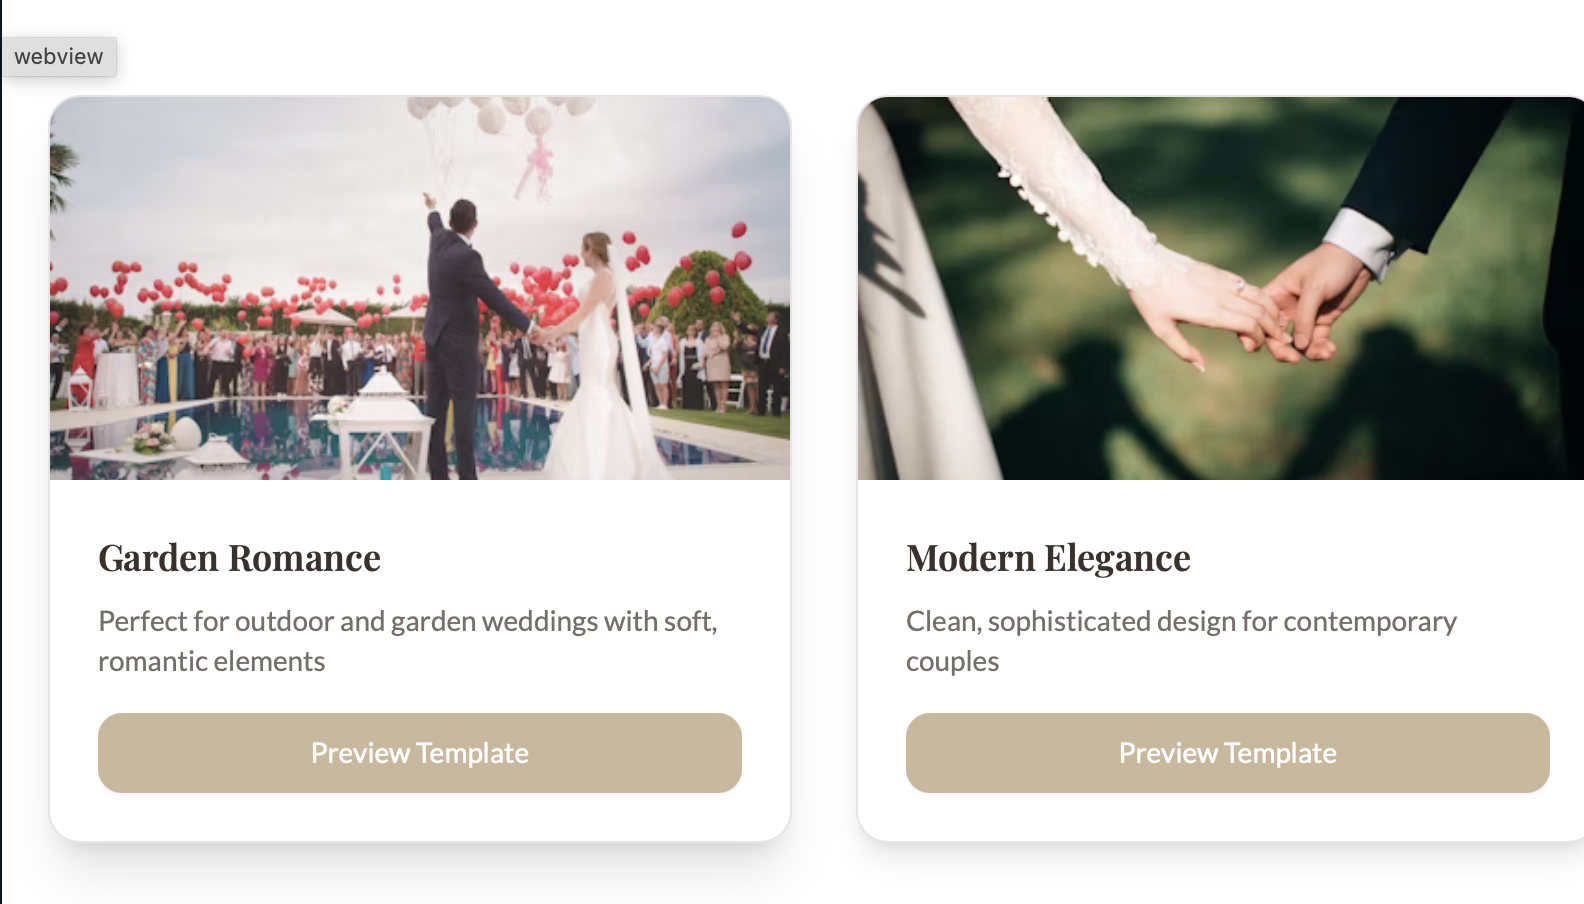 webview
Garden Romance
Perfect for outdoor and garden weddings with soft,
romantic elements
Preview Template
Modern Elegance
Clean, sophisticated design for contemporary
couples
Preview Template